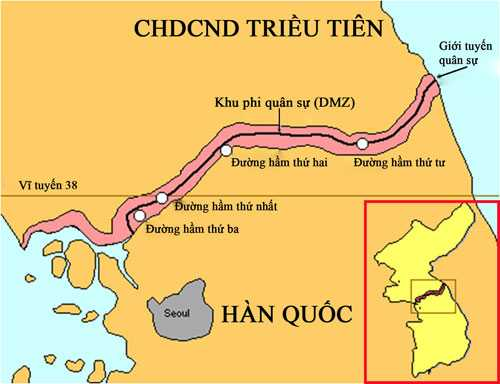 CHDCND TRIỀU TIÊN
Giới tuyến
quân sự
Khu phi quân sự (DMZ)
Đường hầm thứ hai
Đường hầm thứ tư
Vĩ tuyến 38
Đường hầm thứ nhất
Đường hầm thứ ba
Seoul
HÀN QUỐC